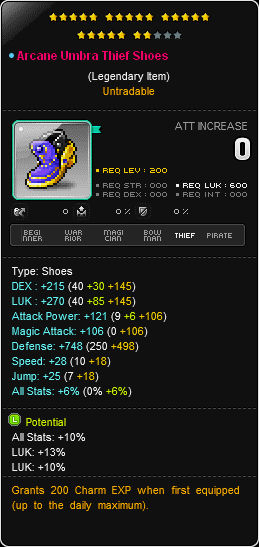 Arcane Umbra Thief Shoes
(Legendary Item)
Untradable
ATT INCREASE
0
REQ LEV : 200
REQ STR : 000 REQ LUK : 600
REQ DEX : 000 REQ INT : 000
0 0 % 0 %
BEGINNER WARRIOR MAGICIAN BOWMAN THIEF PIRATE
Type: Shoes
DEX : +215 (40 +30 +145)
LUK : +270 (40 +85 +145)
Attack Power: +121 (9 +6 +106)
Magic Attack: +106 (0 +106)
Defense: +748 (250 +498)
Speed: +28 (10 +18)
Jump: +25 (7 +18)
All Stats: +6% (0% +6%)
L Potential
All Stats: +10%
LUK: +13%
LUK: +10%
Grants 200 Charm EXP when first equipped
(up to the daily maximum).